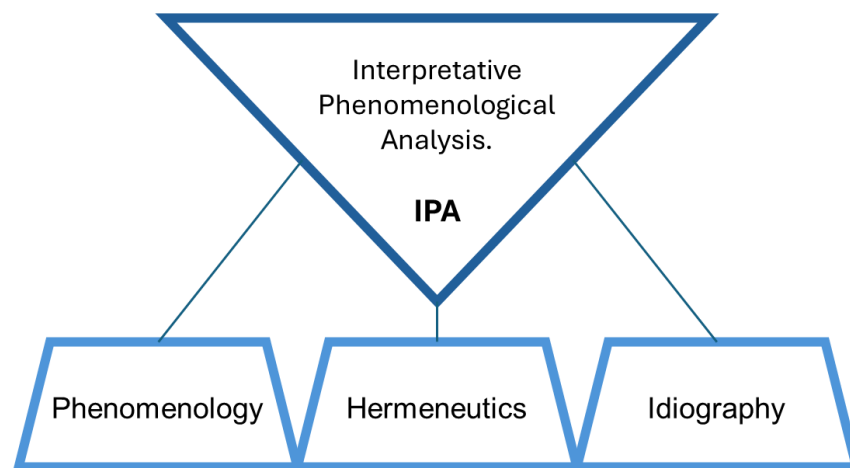 Interpretative
Phenomenological
Analysis.
IPA
Phenomenology
Hermeneutics
Idiography